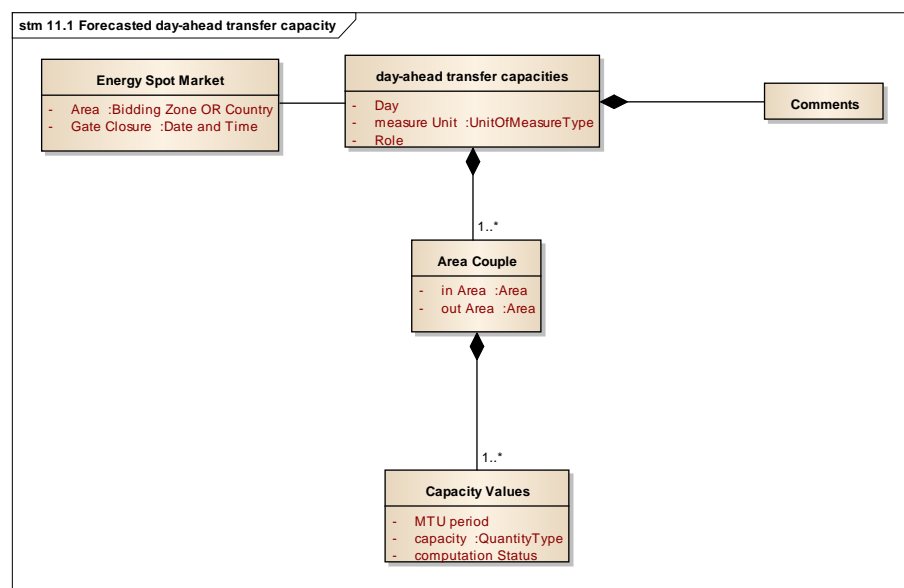 stm 11.1 Forecasted day-ahead transfer capacity
Energy Spot Market
- Area :Bidding Zone OR Country
- Gate Closure :Date and Time
day-ahead transfer capacities
- Day
- measure Unit :UnitOfMeasureType
- Role
Comments
1..*
Area Couple
- in Area :Area
- out Area :Area
1..*
Capacity Values
- MTU period
- capacity :QuantityType
- computation Status